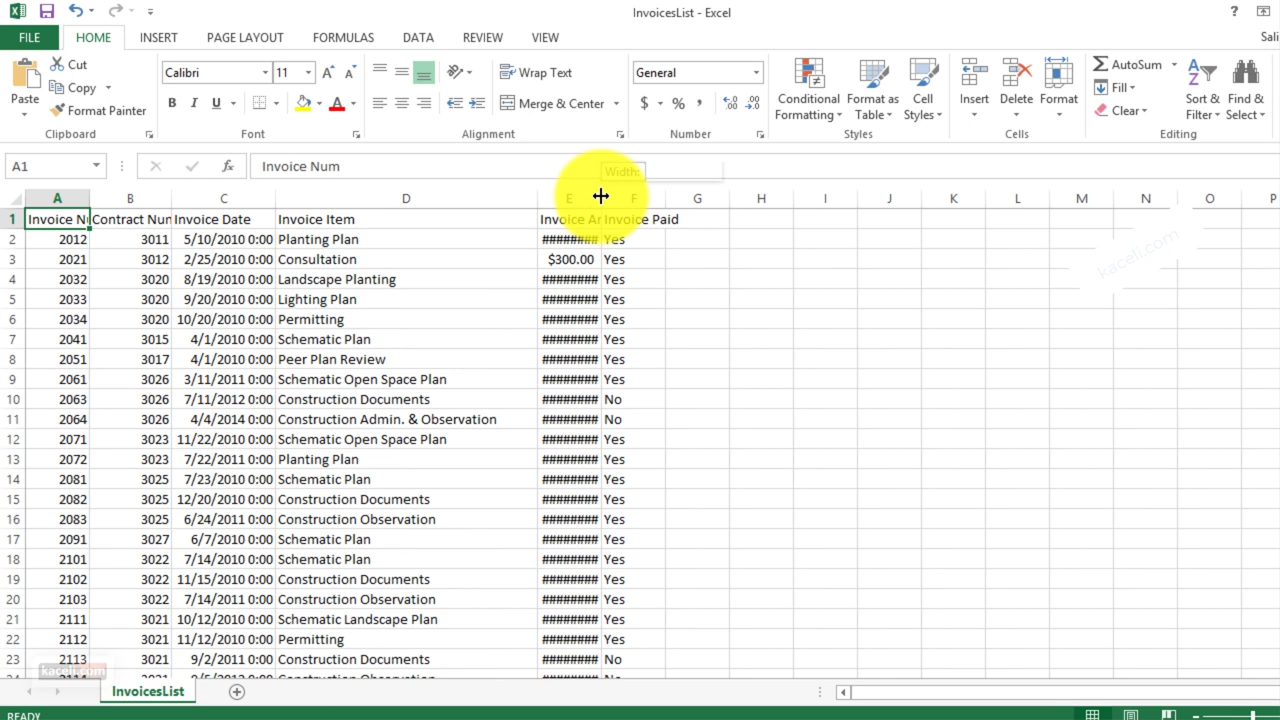 InvoicesList - Excel
?
FILE HOME INSERT PAGE LAYOUT FORMULAS DATA REVIEW VIEW Sali
Paste
Cut
Copy
Format Painter
Clipboard
Calibri 11 A A
B I U A
Font
Wrap Text
Merge & Center
Alignment
General
$ % ,
Number
Conditional Formatting
Format as Table
Cell Styles
Styles
Insert Delete Format
Cells
AutoSum
Fill
Clear
Sort & Filter
Find & Select
Editing
A1 fx Invoice Num
Width:
A B C D E F G H I J K L M N O P
1 Invoice Nu Contract Num Invoice Date Invoice Item Invoice Ar Invoice Paid
2 2012 3011 5/10/2010 0:00 Planting Plan ######## Yes
3 2021 3012 2/25/2010 0:00 Consultation $300.00 Yes
4 2032 3020 8/19/2010 0:00 Landscape Planting ######## Yes
5 2033 3020 9/20/2010 0:00 Lighting Plan ######## Yes
6 2034 3020 10/20/2010 0:00 Permitting ######## Yes
7 2041 3015 4/1/2010 0:00 Schematic Plan ######## Yes
8 2051 3017 4/1/2010 0:00 Peer Plan Review ######## Yes
9 2061 3026 3/11/2011 0:00 Schematic Open Space Plan ######## Yes
10 2063 3026 7/11/2012 0:00 Construction Documents ######## No
11 2064 3026 4/4/2014 0:00 Construction Admin. & Observation ######## No
12 2071 3023 11/22/2010 0:00 Schematic Open Space Plan ######## Yes
13 2072 3023 7/22/2011 0:00 Planting Plan ######## Yes
14 2081 3025 7/23/2010 0:00 Schematic Plan ######## Yes
15 2082 3025 12/20/2010 0:00 Construction Documents ######## Yes
16 2083 3025 6/24/2011 0:00 Construction Observation ######## Yes
17 2091 3027 6/7/2010 0:00 Schematic Plan ######## Yes
18 2101 3022 7/14/2010 0:00 Schematic Plan ######## Yes
19 2102 3022 11/15/2010 0:00 Construction Documents ######## Yes
20 2103 3022 7/14/2011 0:00 Construction Observation ######## Yes
21 2111 3021 10/12/2010 0:00 Schematic Landscape Plan ######## Yes
22 2112 3021 11/12/2010 0:00 Permitting ######## Yes
23 2113 3021 9/2/2011 0:00 Construction Documents ######## No
kaceli.com
kaceli.com
InvoicesList
READY